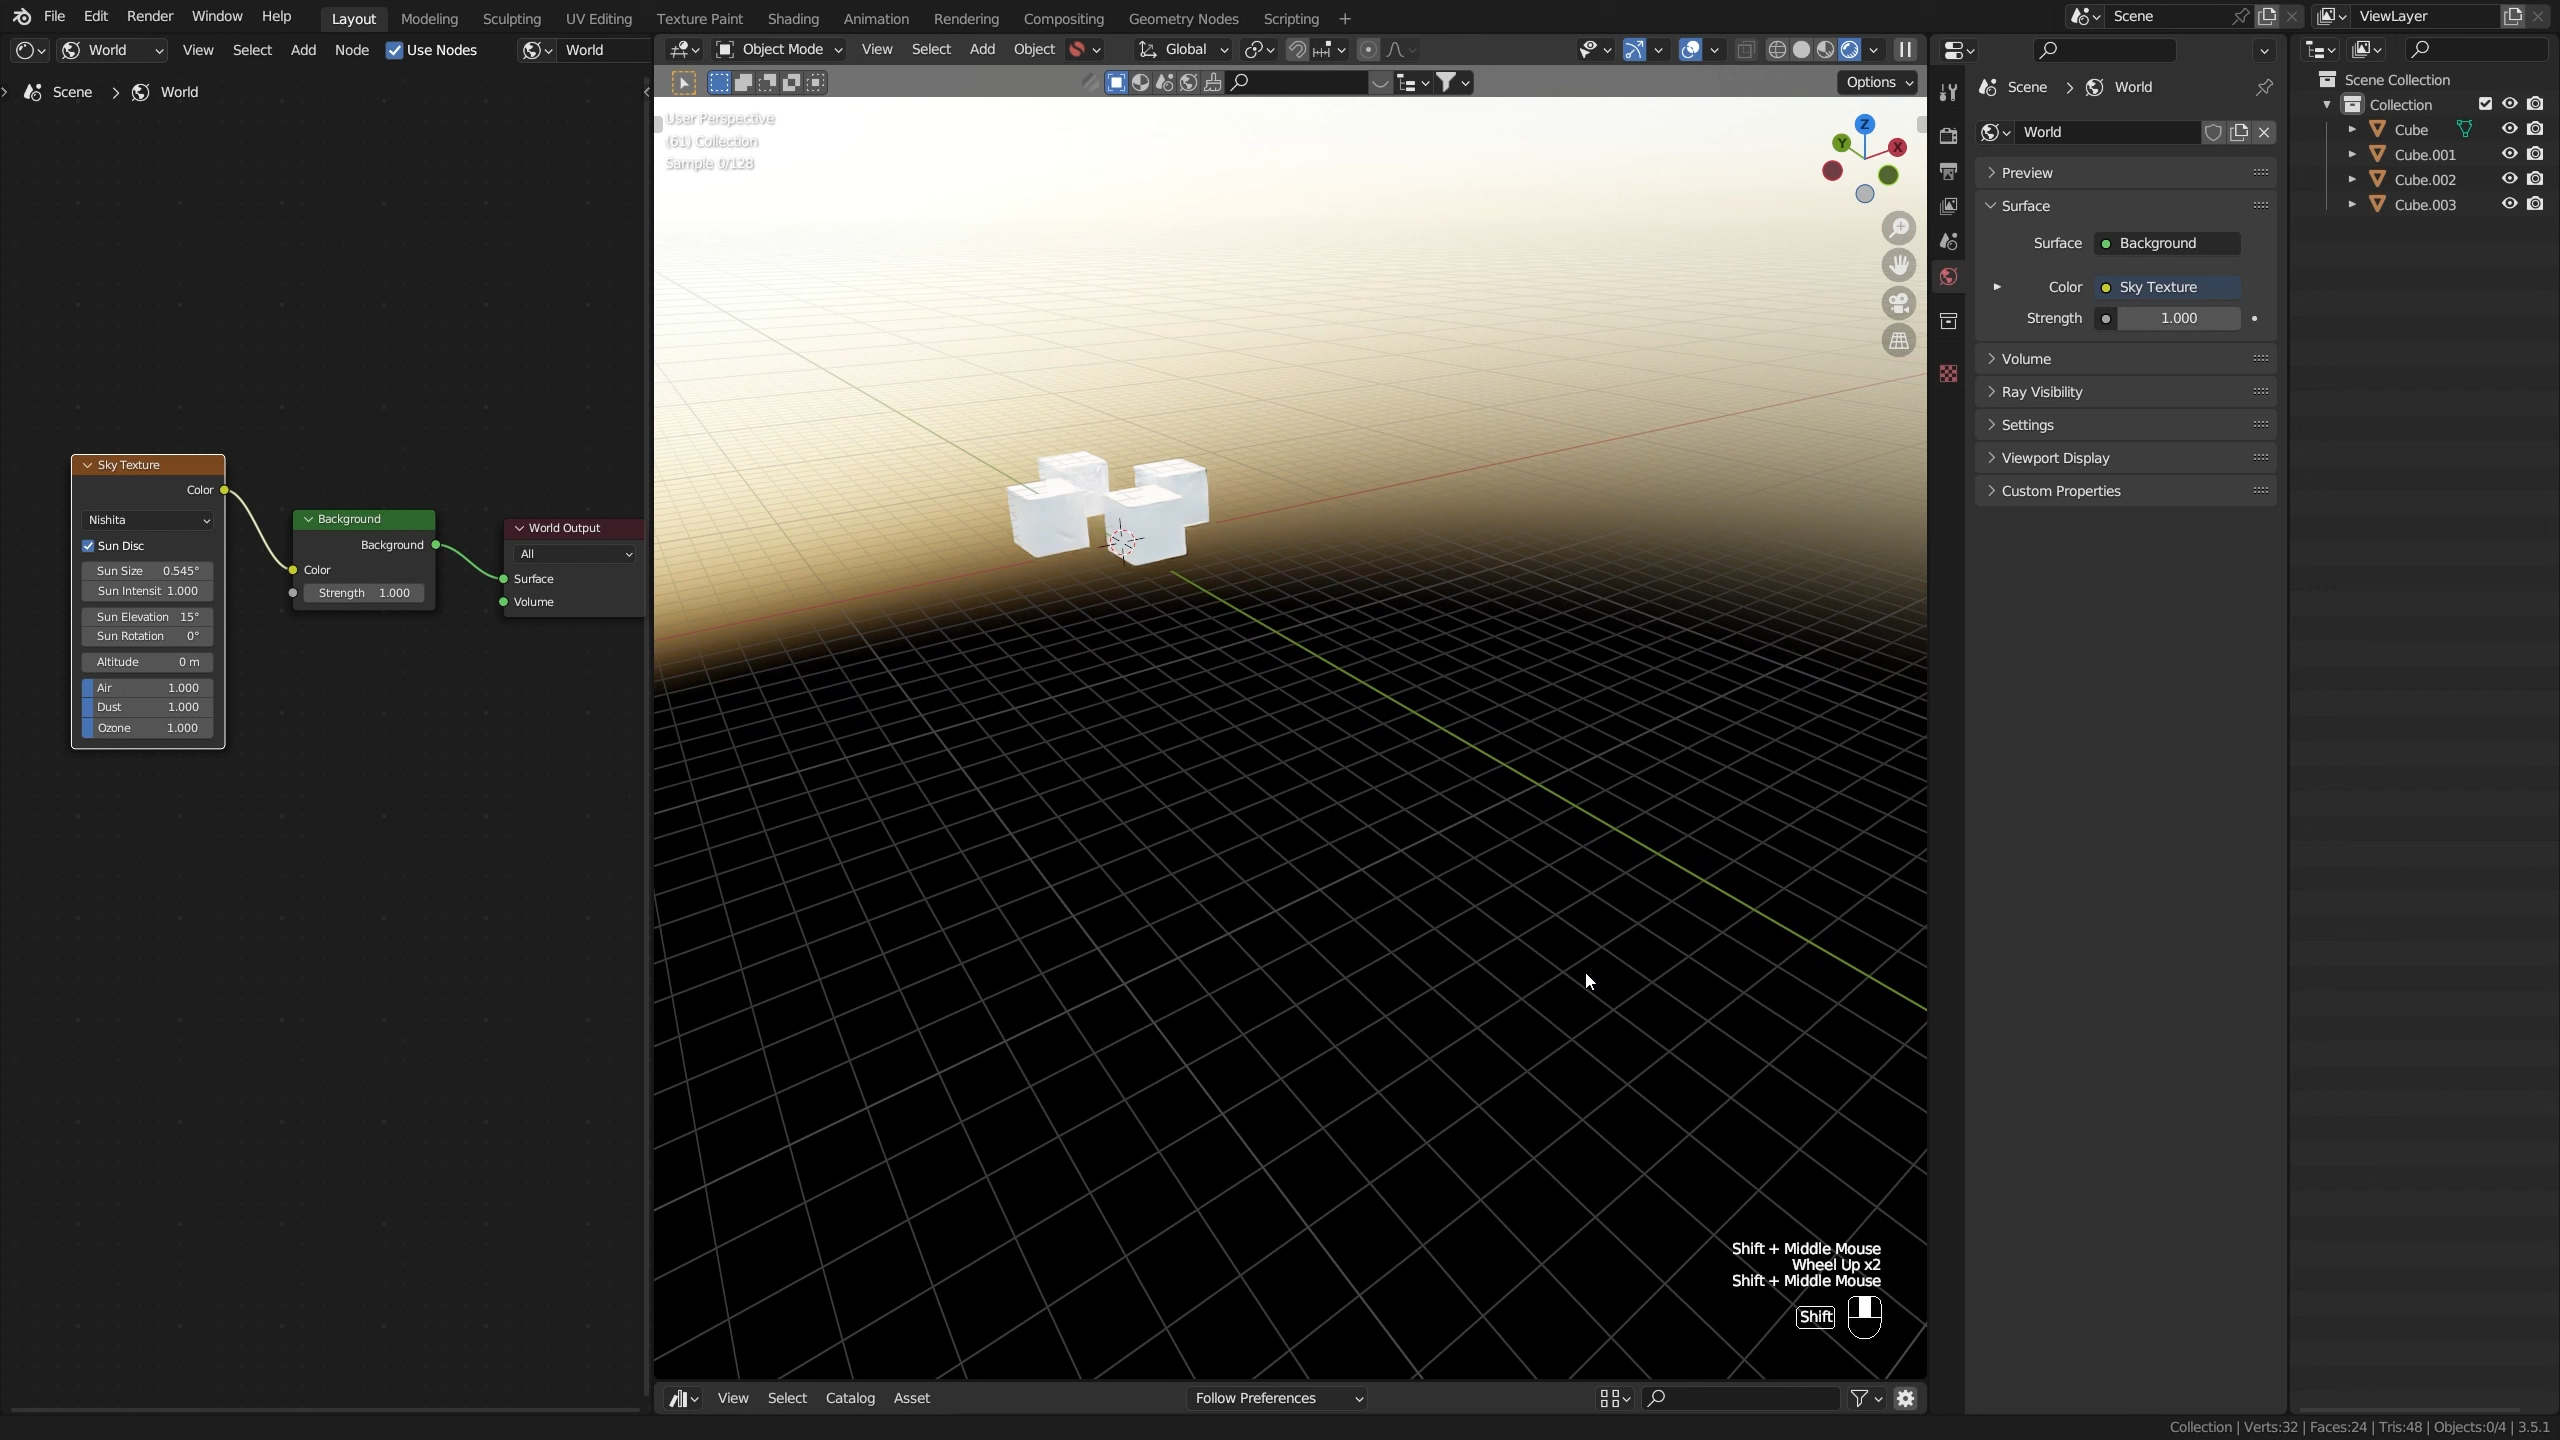 File Edit Render Window Help Layout Modeling Sculpting UV Editing Texture Paint Shading Animation Rendering Compositing Geometry Nodes Scripting + Scene ViewLayer
World View Select Add Node Use Nodes World
Object Mode View Select Add Object Global
Options
Scene > World
User Perspective
(61) Collection
Sample 0/128
Z
Y
X
Sky Texture
Color
Nishita
Sun Disc
Sun Size 0.545°
Sun Intensit 1.000
Sun Elevation 15°
Sun Rotation 0°
Altitude 0 m
Air 1.000
Dust 1.000
Ozone 1.000
Background
Background
Color
Strength 1.000
World Output
All
Surface
Volume
Shift + Middle Mouse
Wheel Up x2
Shift + Middle Mouse
Shift
View Select Catalog Asset Follow Preferences
Scene > World
World
Preview
Surface
Surface Background
Color Sky Texture
Strength 1.000
Volume
Ray Visibility
Settings
Viewport Display
Custom Properties
Scene Collection
Collection
Cube
Cube.001
Cube.002
Cube.003
Collection | Verts:32 | Faces:24 | Tris:48 | Objects:0/4 | 3.5.1